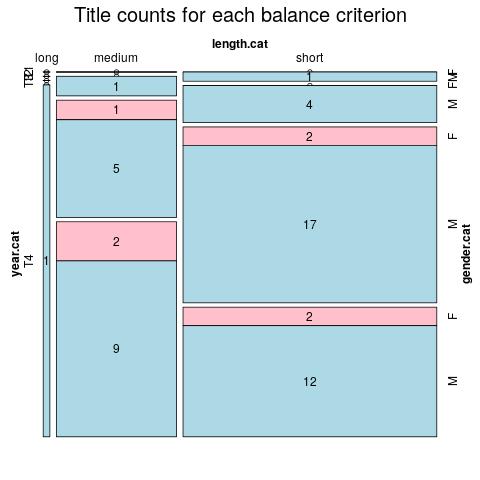 Title counts for each balance criterion
length.cat
long medium short
1
1
4
M
1
2
F
5
17
M
year.cat
gender.cat
T4
1
2
2
F
9
12
M